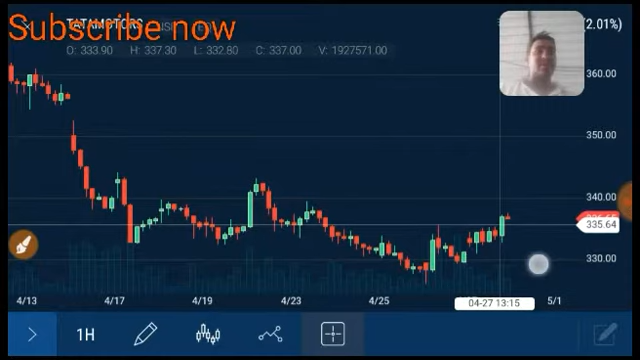 Subscribe now
TATAMOTORS
(2.01%)
O: 333.90 H: 337.30 L: 332.80 C: 337.00 V: 1927571.00
360.00
350.00
340.00
335.64
330.00
4/13 4/17 4/19 4/23 4/25 04-27 13:15 5/1
1H